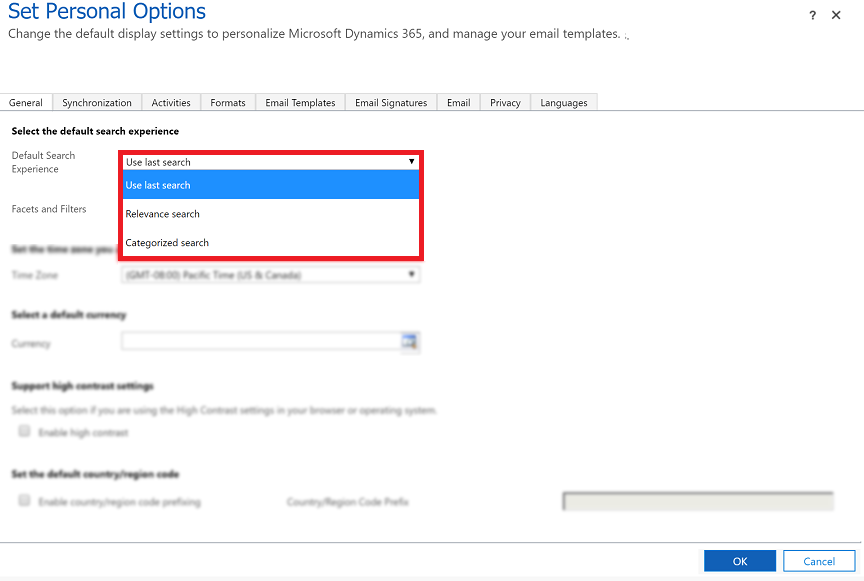 Set Personal Options
? ✕
Change the default display settings to personalize Microsoft Dynamics 365, and manage your email templates.
General Synchronization Activities Formats Email Templates Email Signatures Email Privacy Languages
Select the default search experience
Default Search
Experience
Use last search
Use last search
Facets and Filters
Relevance search
Categorized search
Set the time zone you
Time Zone
(GMT-08:00) Pacific Time (US & Canada)
Select a default currency
Currency
Support high contrast settings
Select this option if you are using the High Contrast settings in your browser or operating system.
Enable high contrast
Set the default country/region code
Enable country/region code prefixing Country/Region Code Prefix
OK Cancel